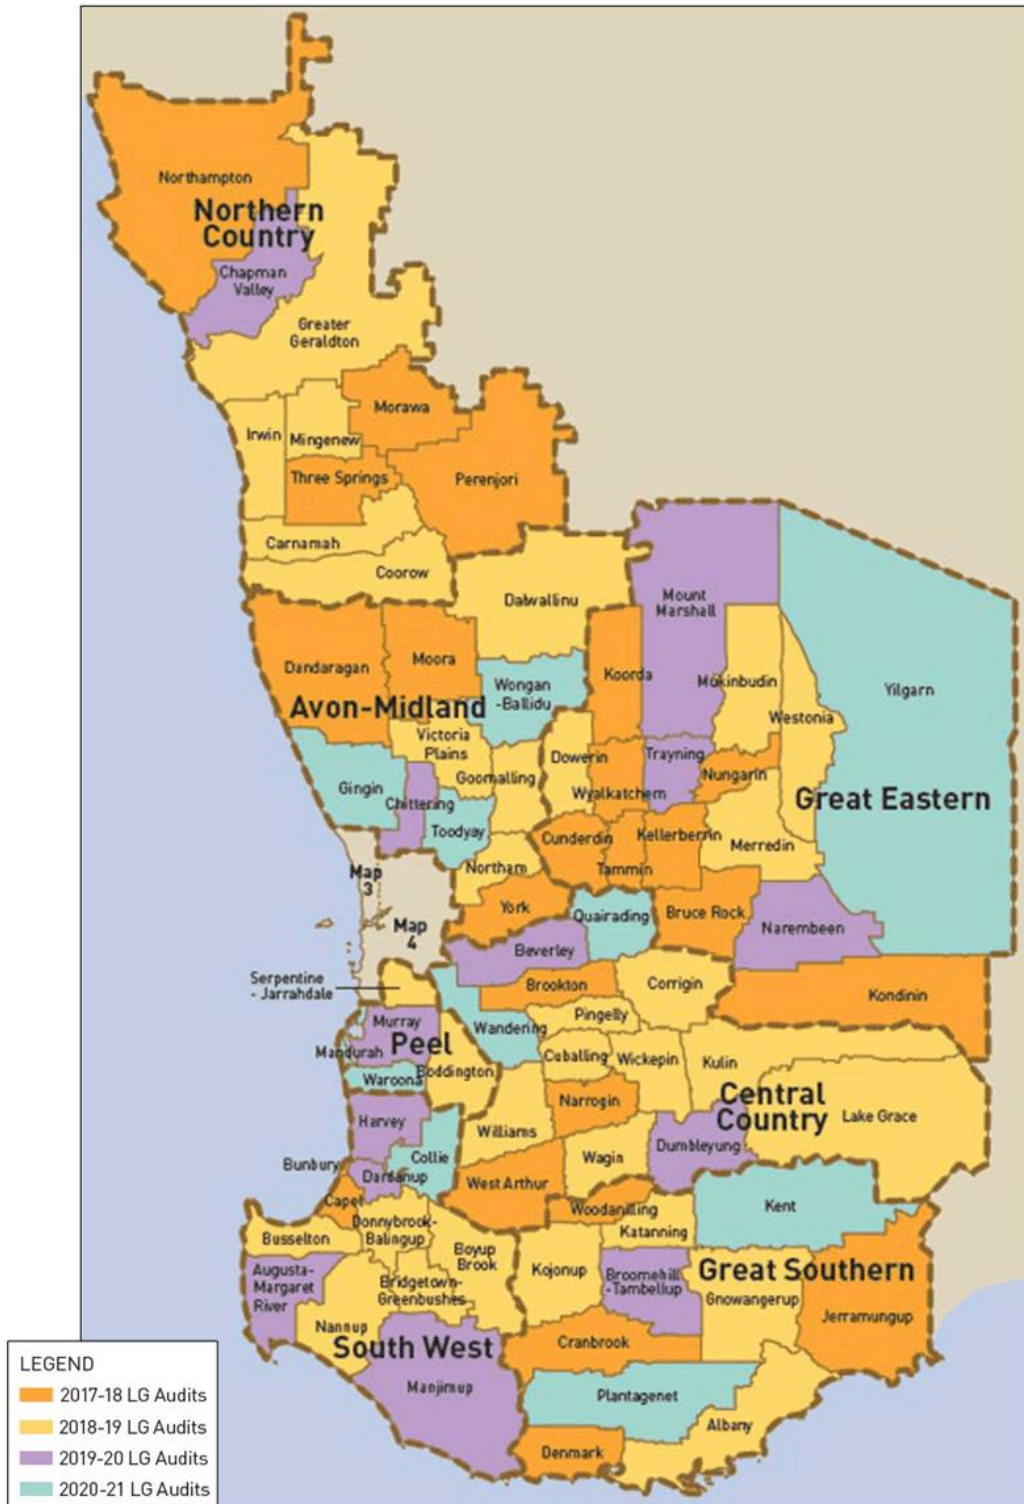 Northampton
Northern
Country
Chapman
Valley
Greater
Geraldton
Morawa
Irwin
Mingenew
Three Springs
Perenjori
Carnamah
Coorow
Dalwallinu
Mount
Marshall
Dandaragan
Moora
Koorda
Mukinbudin
Yilgarn
Wongan
-Ballidu
Avon-Midland
Westonia
Victoria
Plains
Dowerin
Trayning
Goomalling
Nungarin
Gingin
Chittering
Wyalkatchem
Great Eastern
Toodyay
Cunderdin
Kellerberrin
Merredin
Northam
Tammin
Map
3
York
Quairading
Bruce Rock
Narembeen
Map
4
Beverley
Serpentine
- Jarrahdale
Brookton
Corrigin
Kondinin
Murray
Wandering
Pingelly
Mandurah
Peel
Cuballing
Wickepin
Kulin
Waroona
Boddington
Central
Country
Narrogin
Lake Grace
Harvey
Williams
Dumbleyung
Bunbury
Collie
Wagin
Dardanup
West Arthur
Capel
Woodanilling
Kent
Donnybrook-
Balingup
Busselton
Katanning
Boyup
Brook
Augusta-
Margaret
River
Kojonup
Broomehill
-Tambellup
Great Southern
Bridgetown-
Greenbushes
Gnowangerup
Jerramungup
Nannup
South West
Cranbrook
Manjimup
Plantagenet
Albany
Denmark
LEGEND
2017-18 LG Audits
2018-19 LG Audits
2019-20 LG Audits
2020-21 LG Audits